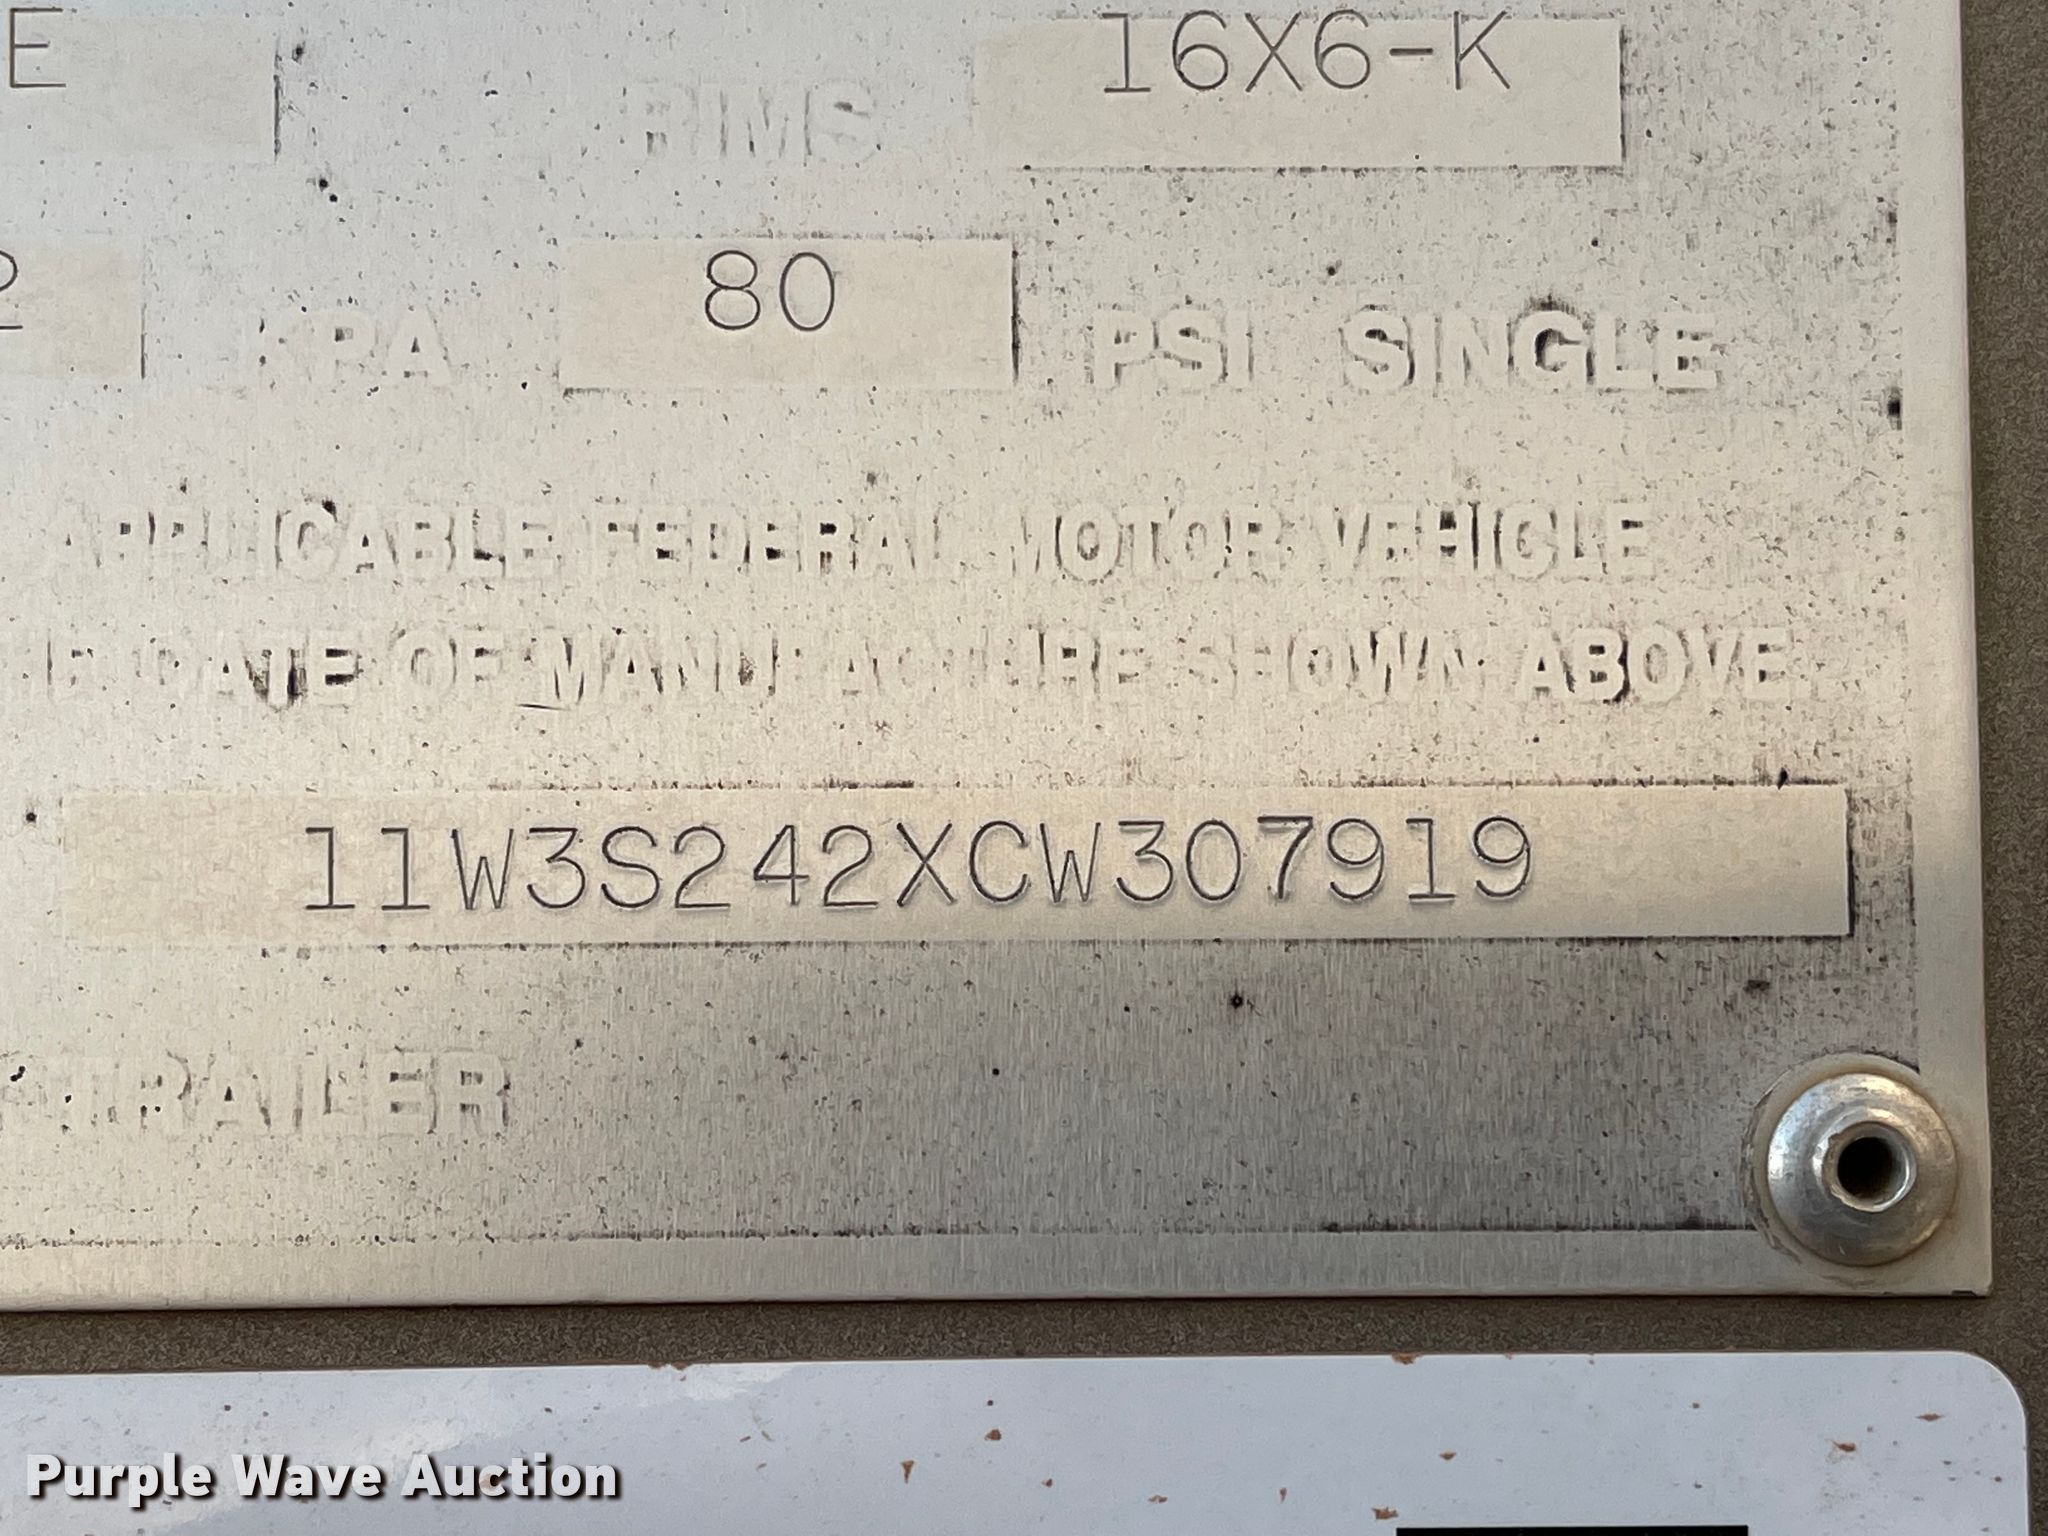 E RIMS 16X6-K
2 KPA 80 PSI SINGLE
APPLICABLE FEDERAL MOTOR VEHICLE
DATE OF MANUFACTURE SHOWN ABOVE
11W3S242XCW307919
TRAILER
Purple Wave Auction